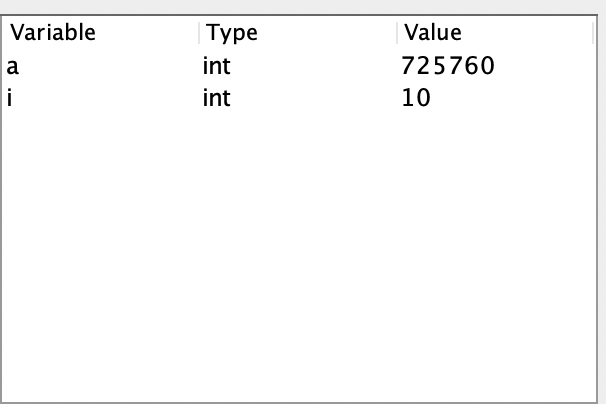 Variable Type Value
a int 725760
i int 10